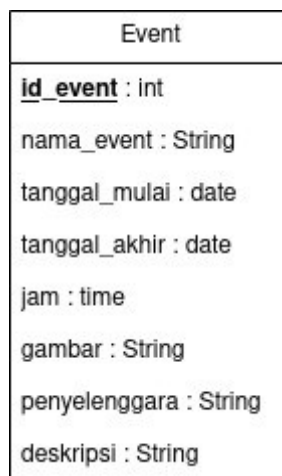 Event
id_event : int
nama_event : String
tanggal_mulai : date
tanggal_akhir : date
jam : time
gambar : String
penyelenggara : String
deskripsi : String